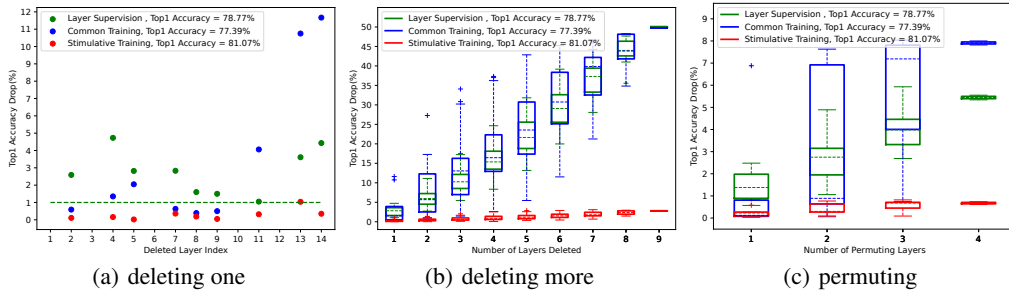 Layer Supervision , Top1 Accuracy = 78.77%
Common Training, Top1 Accuracy = 77.39%
Stimulative Training, Top1 Accuracy = 81.07%
Top1 Accuracy Drop(%)
12
11
10
9
8
7
6
5
4
3
2
1
0
1 2 3 4 5 6 7 8 9 10 11 12 13 14
Deleted Layer Index
(a) deleting one
Layer Supervision , Top1 Accuracy = 78.77%
Common Training, Top1 Accuracy = 77.39%
Stimulative Training, Top1 Accuracy = 81.07%
Top1 Accuracy Drop(%)
50
45
40
35
30
25
20
15
10
5
0
1 2 3 4 5 6 7 8 9
Number of Layers Deleted
(b) deleting more
Layer Supervision , Top1 Accuracy = 78.77%
Common Training, Top1 Accuracy = 77.39%
Stimulative Training, Top1 Accuracy = 81.07%
Top1 Accuracy Drop(%)
8
7
6
5
4
3
2
1
0
1 2 3 4
Number of Permuting Layers
(c) permuting